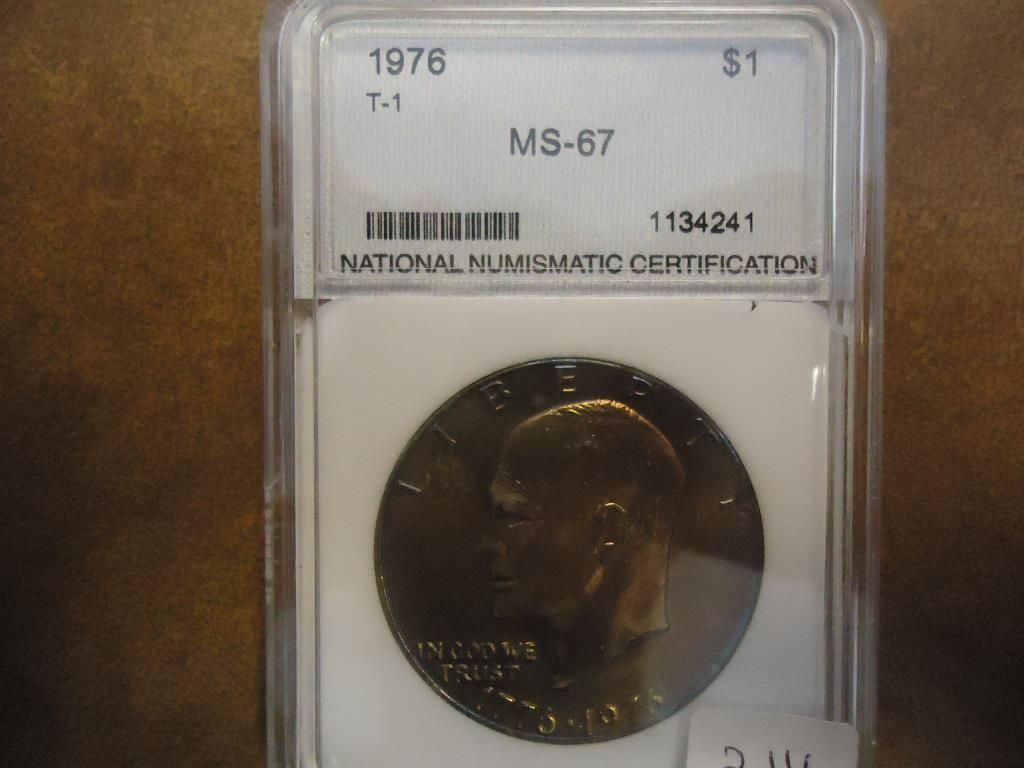 1976 $1
T-1
MS-67
1134241
NATIONAL NUMISMATIC CERTIFICATION
LIBERTY
IN GOD WE
TRUST
1776·1976